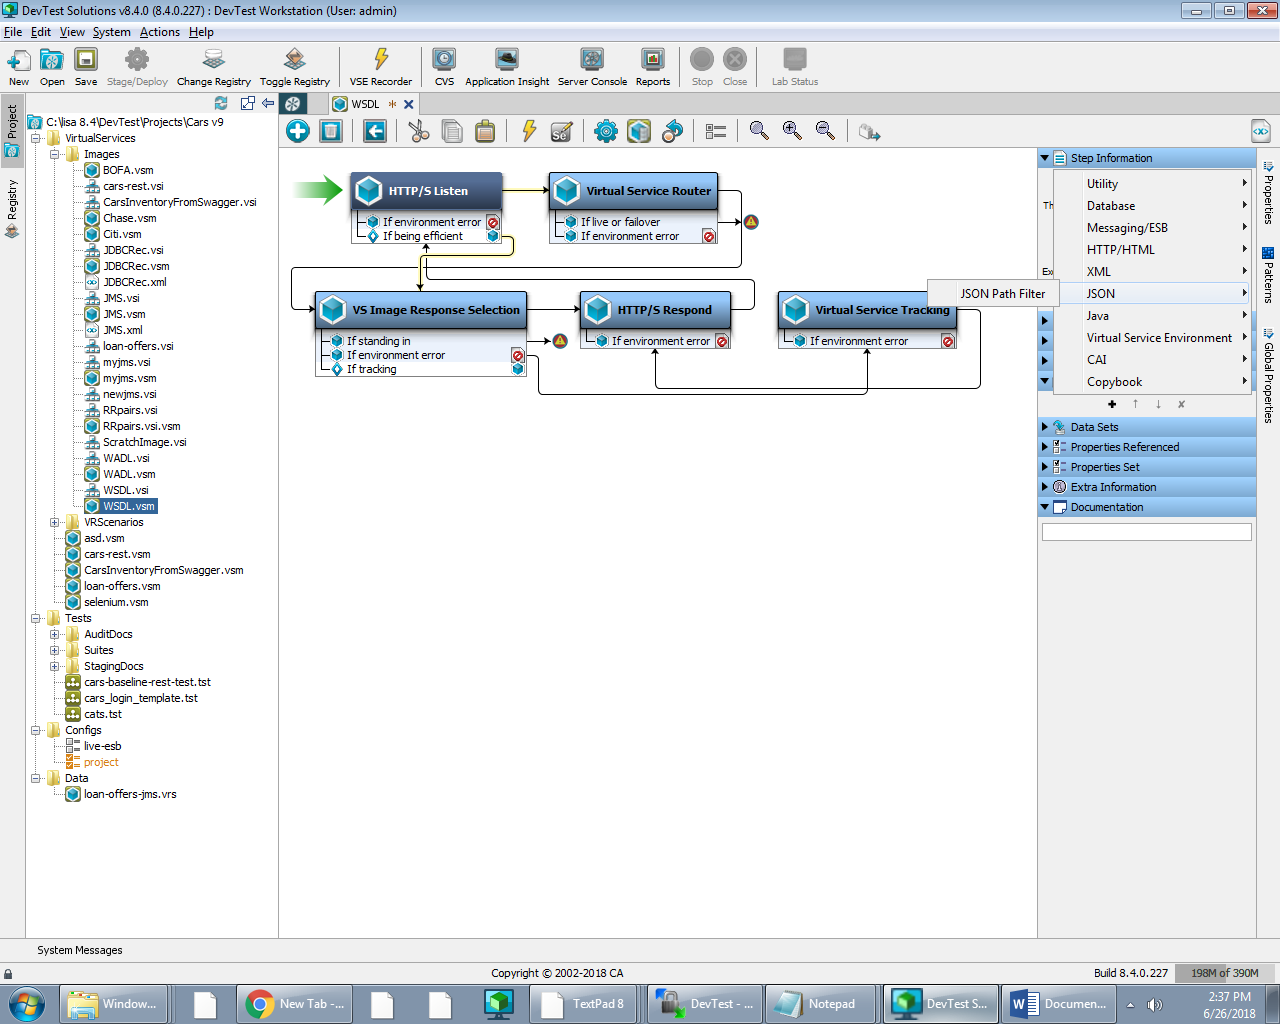 DevTest Solutions v8.4.0 (8.4.0.227) : DevTest Workstation (User: admin)
File Edit View System Actions Help
New Open Save Stage/Deploy Change Registry Toggle Registry VSE Recorder CVS Application Insight Server Console Reports Stop Close Lab Status
Project
Registry
C:\lisa 8.4\DevTest\Projects\Cars v9
VirtualServices
Images
BOFA.vsm
cars-rest.vsi
CarsInventoryFromSwagger.vsi
Chase.vsm
Citi.vsm
JDBCRec.vsi
JDBCRec.vsm
JDBCRec.xml
JMS.vsi
JMS.vsm
JMS.xml
loan-offers.vsi
myjms.vsi
myjms.vsm
newjms.vsi
RRpairs.vsi
RRpairs.vsi.vsm
ScratchImage.vsi
WADL.vsi
WADL.vsm
WSDL.vsi
WSDL.vsm
VRScenarios
asd.vsm
cars-rest.vsm
CarsInventoryFromSwagger.vsm
loan-offers.vsm
selenium.vsm
Tests
AuditDocs
Suites
StagingDocs
cars-baseline-rest-test.tst
cars_login_template.tst
cats.tst
Configs
live-esb
project
Data
loan-offers-jms.vrs
WSDL *
HTTP/S Listen
If environment error
If being efficient
Virtual Service Router
If live or failover
If environment error
VS Image Response Selection
If standing in
If environment error
If tracking
HTTP/S Respond
If environment error
Virtual Service Tracking
If environment error
Step Information
Th
Ex
Utility
Database
Messaging/ESB
HTTP/HTML
XML
JSON
JSON Path Filter
Java
Virtual Service Environment
CAI
Copybook
Data Sets
Properties Referenced
Properties Set
Extra Information
Documentation
Properties
Patterns
Global Properties
System Messages
Copyright © 2002-2018 CA
Build 8.4.0.227 198M of 390M
Window... New Tab -... TextPad 8 DevTest - ... Notepad DevTest S... Documen...
2:37 PM
6/26/2018